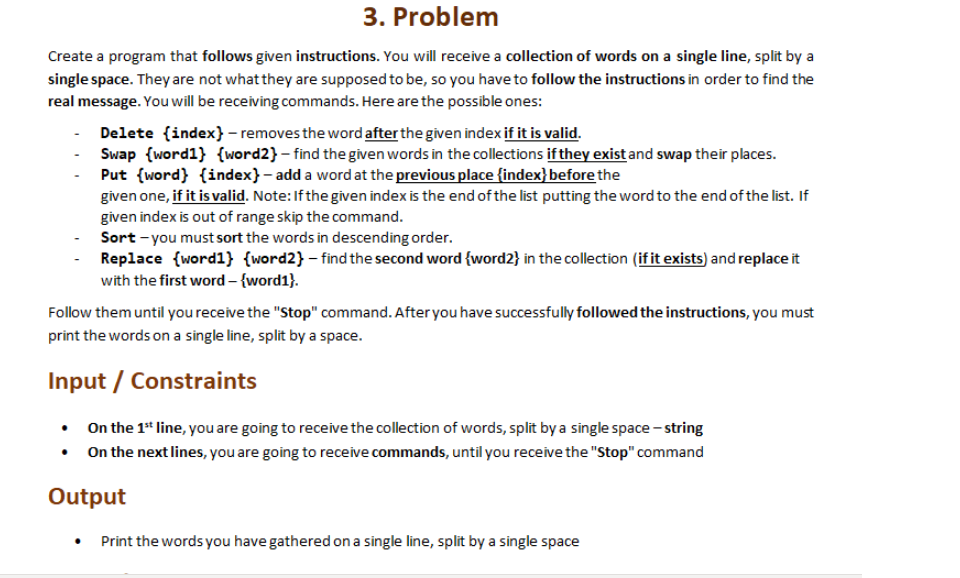 3. Problem
Create a program that follows given instructions. You will receive a collection of words on a single line, split by a
single space. They are not what they are supposed to be, so you have to follow the instructions in order to find the
real message. You will be receiving commands. Here are the possible ones:
- Delete {index} – removes the word after the given index if it is valid.
- Swap {word1} {word2} – find the given words in the collections if they exist and swap their places.
- Put {word} {index} – add a word at the previous place {index} before the
given one, if it is valid. Note: If the given index is the end of the list putting the word to the end of the list. If
given index is out of range skip the command.
- Sort – you must sort the words in descending order.
- Replace {word1} {word2} – find the second word {word2} in the collection (if it exists) and replace it
with the first word – {word1}.
Follow them until you receive the "Stop" command. After you have successfully followed the instructions, you must
print the words on a single line, split by a space.
Input / Constraints
• On the 1st line, you are going to receive the collection of words, split by a single space – string
• On the next lines, you are going to receive commands, until you receive the "Stop" command
Output
• Print the words you have gathered on a single line, split by a single space